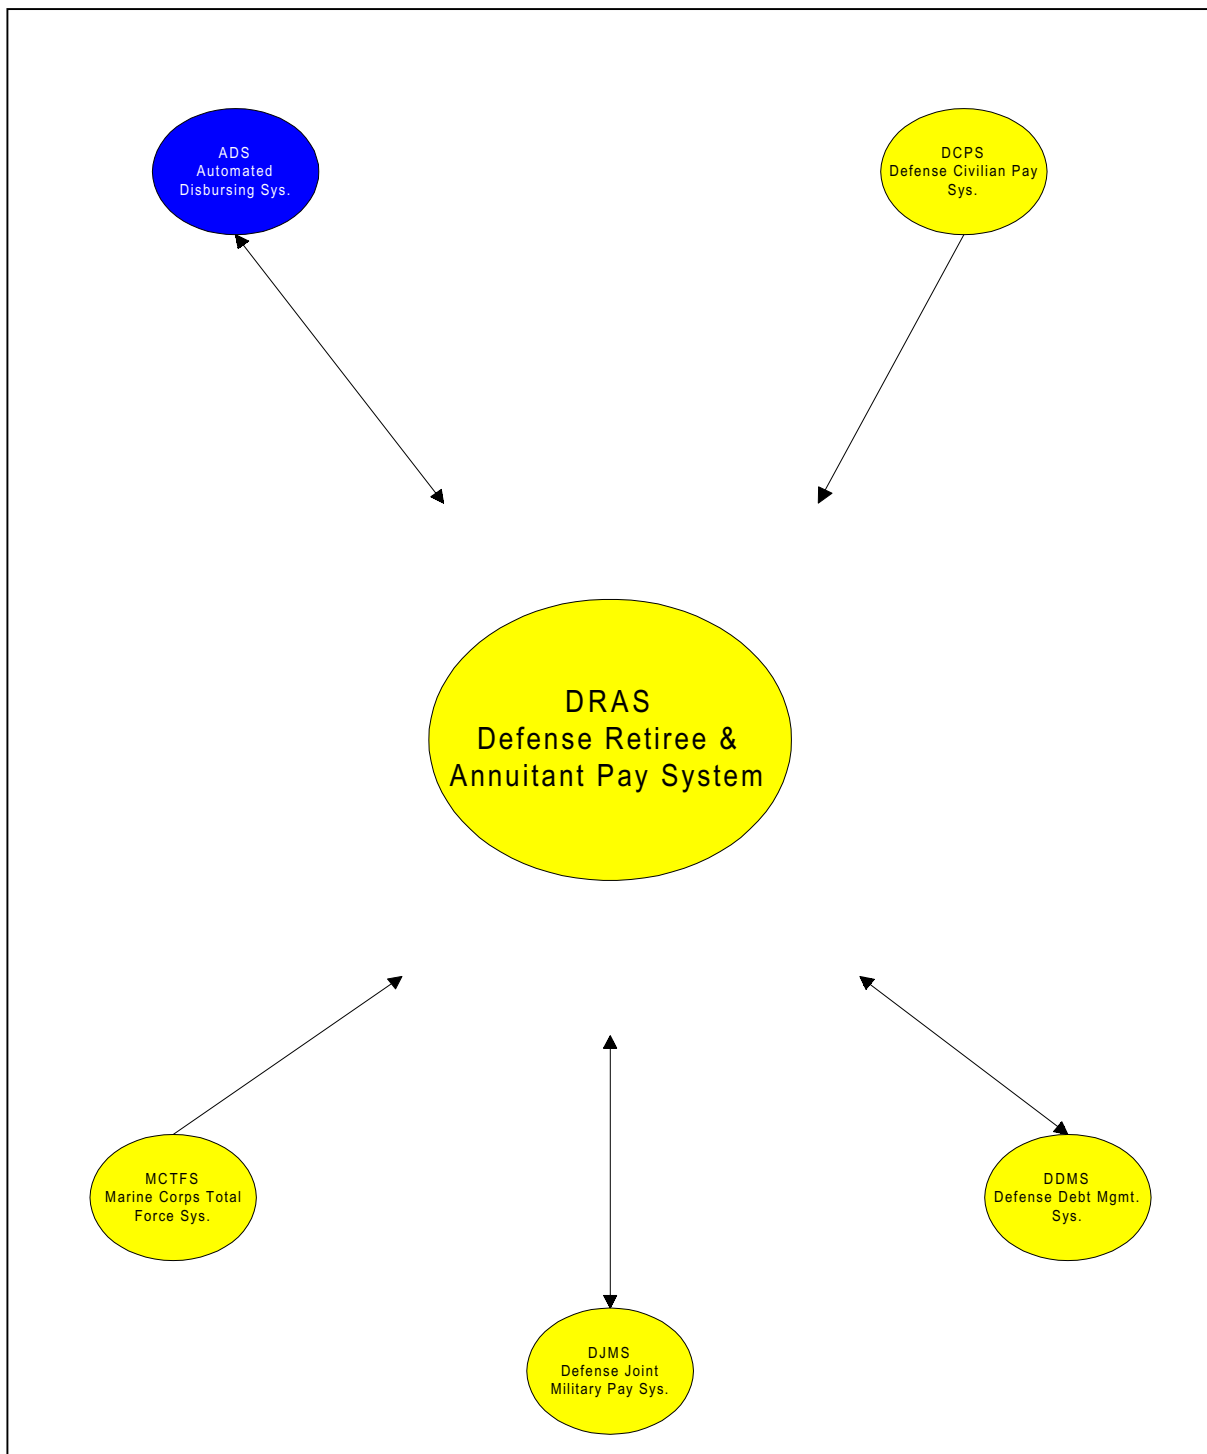 ADS
Automated
Disbursing Sys.
DCPS
Defense Civilian Pay
Sys.
DRAS
Defense Retiree &
Annuitant Pay System
MCTFS
Marine Corps Total
Force Sys.
DDMS
Defense Debt Mgmt.
Sys.
DJMS
Defense Joint
Military Pay Sys.